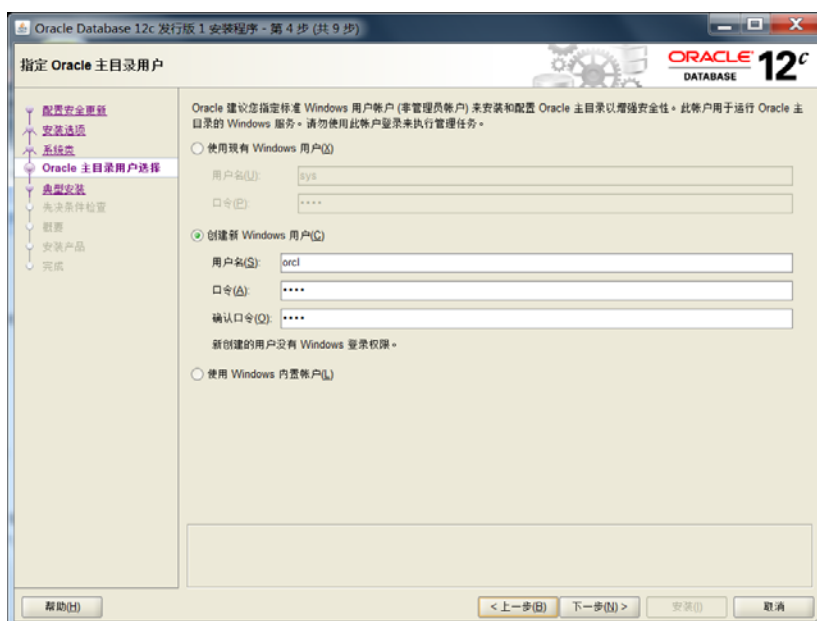 Oracle Database 12c 发行版 1 安装程序 - 第 4 步 (共 9 步)
指定 Oracle 主目录用户
ORACLE
DATABASE
12c
配置安全更新
安装选项
系统类
Oracle 主目录用户选择
典型安装
先决条件检查
概要
安装产品
完成
Oracle 建议您指定标准 Windows 用户帐户 (非管理员帐户) 来安装和配置 Oracle 主目录以增强安全性。此帐户用于运行 Oracle 主
目录的 Windows 服务。请勿使用此帐户登录来执行管理任务。
使用现有 Windows 用户(X)
用户名(U):
sys
口令(P):
••••
创建新 Windows 用户(C)
用户名(S):
orcl
口令(A):
••••
确认口令(O):
••••
新创建的用户没有 Windows 登录权限。
使用 Windows 内置帐户(L)
帮助(H)
< 上一步(B)
下一步(N) >
安装(I)
取消